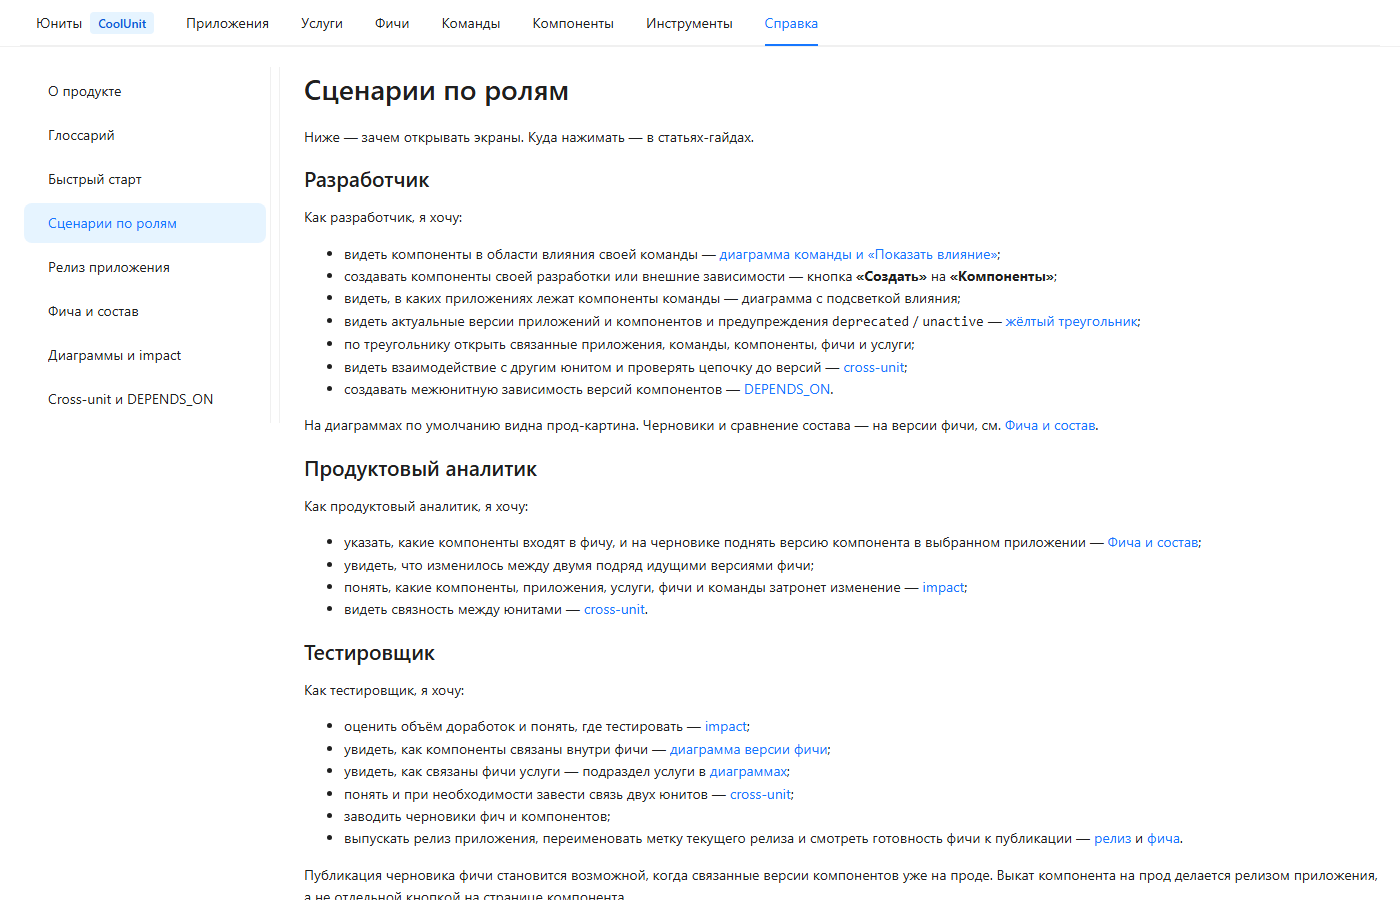 Юниты CoolUnit Приложения Услуги Фичи Команды Компоненты Инструменты Справка
О продукте
Глоссарий
Быстрый старт
Сценарии по ролям
Релиз приложения
Фича и состав
Диаграммы и impact
Cross-unit и DEPENDS_ON
Сценарии по ролям
Ниже — зачем открывать экраны. Куда нажимать — в статьях-гайдах.
Разработчик
Как разработчик, я хочу:
видеть компоненты в области влияния своей команды — диаграмма команды и «Показать влияние»;
создавать компоненты своей разработки или внешние зависимости — кнопка «Создать» на «Компоненты»;
видеть, в каких приложениях лежат компоненты команды — диаграмма с подсветкой влияния;
видеть актуальные версии приложений и компонентов и предупреждения deprecated / unactive — жёлтый треугольник;
по треугольнику открыть связанные приложения, команды, компоненты, фичи и услуги;
видеть взаимодействие с другим юнитом и проверять цепочку до версий — cross-unit;
создавать межюнитную зависимость версий компонентов — DEPENDS_ON.
На диаграммах по умолчанию видна прод-картина. Черновики и сравнение состава — на версии фичи, см. Фича и состав.
Продуктовый аналитик
Как продуктовый аналитик, я хочу:
указать, какие компоненты входят в фичу, и на черновике поднять версию компонента в выбранном приложении — Фича и состав;
увидеть, что изменилось между двумя подряд идущими версиями фичи;
понять, какие компоненты, приложения, услуги, фичи и команды затронет изменение — impact;
видеть связность между юнитами — cross-unit.
Тестировщик
Как тестировщик, я хочу:
оценить объём доработок и понять, где тестировать — impact;
увидеть, как компоненты связаны внутри фичи — диаграмма версии фичи;
увидеть, как связаны фичи услуги — подраздел услуги в диаграммах;
понять и при необходимости завести связь двух юнитов — cross-unit;
заводить черновики фич и компонентов;
выпускать релиз приложения, переименовать метку текущего релиза и смотреть готовность фичи к публикации — релиз и фича.
Публикация черновика фичи становится возможной, когда связанные версии компонентов уже на проде. Выкат компонента на прод делается релизом приложения,
а не отдельной кнопкой на странице компонента.